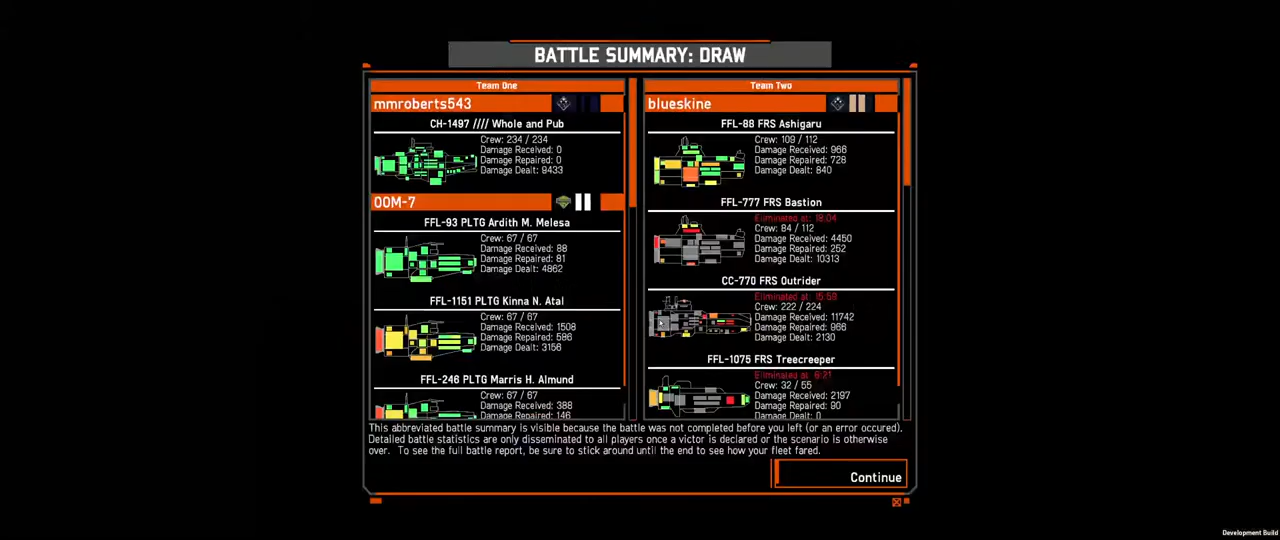 BATTLE SUMMARY: DRAW
Team One
mmroberts543
CH-1497 //// Whole and Pub
Crew: 234 / 234
Damage Received: 0
Damage Repaired: 0
Damage Dealt: 9433
OOM-7
FFL-93 PLTG Ardith M. Melesa
Crew: 67 / 67
Damage Received: 88
Damage Repaired: 81
Damage Dealt: 4862
FFL-1151 PLTG Kinna N. Atal
Crew: 67 / 67
Damage Received: 1508
Damage Repaired: 586
Damage Dealt: 3156
FFL-246 PLTG Marris H. Almund
Crew: 67 / 67
Damage Received: 388
Damage Repaired: 146
Team Two
blueskine
FFL-88 FRS Ashigaru
Crew: 109 / 112
Damage Received: 966
Damage Repaired: 728
Damage Dealt: 840
FFL-777 FRS Bastion
Eliminated at: 18:04
Crew: 84 / 112
Damage Received: 4450
Damage Repaired: 252
Damage Dealt: 10313
CC-770 FRS Outrider
Eliminated at: 15:59
Crew: 222 / 224
Damage Received: 11742
Damage Repaired: 966
Damage Dealt: 2130
FFL-1075 FRS Treecreeper
Eliminated at: 6:21
Crew: 32 / 55
Damage Received: 2197
Damage Repaired: 90
Damage Dealt: 0
This abbreviated battle summary is visible because the battle was not completed before you left (or an error occured).
Detailed battle statistics are only disseminated to all players once a victor is declared or the scenario is otherwise
over. To see the full battle report, be sure to stick around until the end to see how your fleet fared.
Continue
Development Build